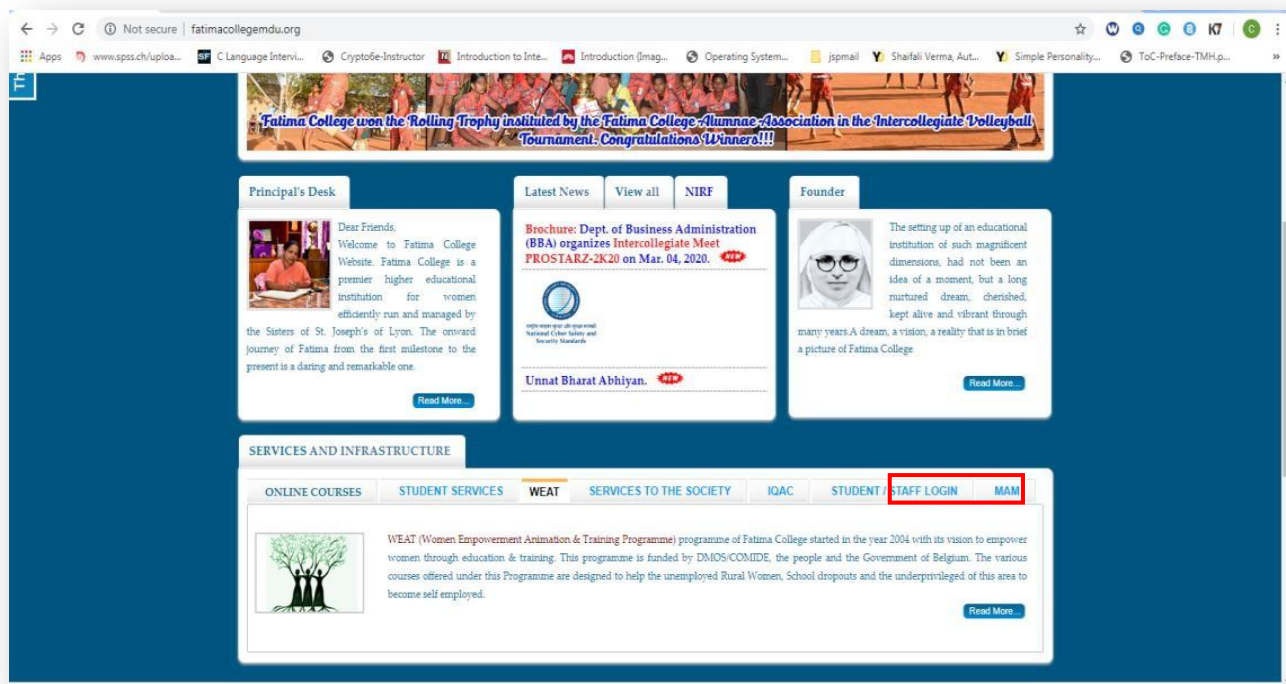 Not secure | fatimacollegemdu.org
Apps www.spss.ch/uploa... C Language Intervi... Crypto6e-Instructor Introduction to Inte... Introduction (Imag... Operating System... jspmail Shaifali Verma, Aut... Simple Personality... ToC-Preface-TMH.p... »
Th
Fatima College won the Rolling Trophy instituted by the Fatima College Alumnae Association in the Intercollegiate Volleyball
Tournament. Congratulations Winners!!!
Principal's Desk
Dear Friends,
Welcome to Fatima College
Website. Fatima College is a
premier higher educational
institution for women
efficiently run and managed by
the Sisters of St. Joseph's of Lyon. The onward
journey of Fatima from the first milestone to the
present is a daring and remarkable one.
Read More...
Latest News View all NIRF
Brochure: Dept. of Business Administration
(BBA) organizes Intercollegiate Meet
PROSTARZ-2K20 on Mar. 04, 2020. NEW
National Cyber Safety and
Security Standards
Unnat Bharat Abhiyan. NEW
Founder
The setting up of an educational
institution of such magnificent
dimensions, had not been an
idea of a moment, but a long
nurtured dream, cherished,
kept alive and vibrant through
many years.A dream, a vision, a reality that is in brief
a picture of Fatima College
Read More...
SERVICES AND INFRASTRUCTURE
ONLINE COURSES STUDENT SERVICES WEAT SERVICES TO THE SOCIETY IQAC STUDENT / STAFF LOGIN MAM
WEAT (Women Empowerment Animation & Training Programme) programme of Fatima College started in the year 2004 with its vision to empower
women through education & training. This programme is funded by DMOS/COMIDE, the people and the Government of Belgium. The various
courses offered under this Programme are designed to help the unemployed Rural Women, School dropouts and the underprivileged of this area to
become self employed.
Read More...